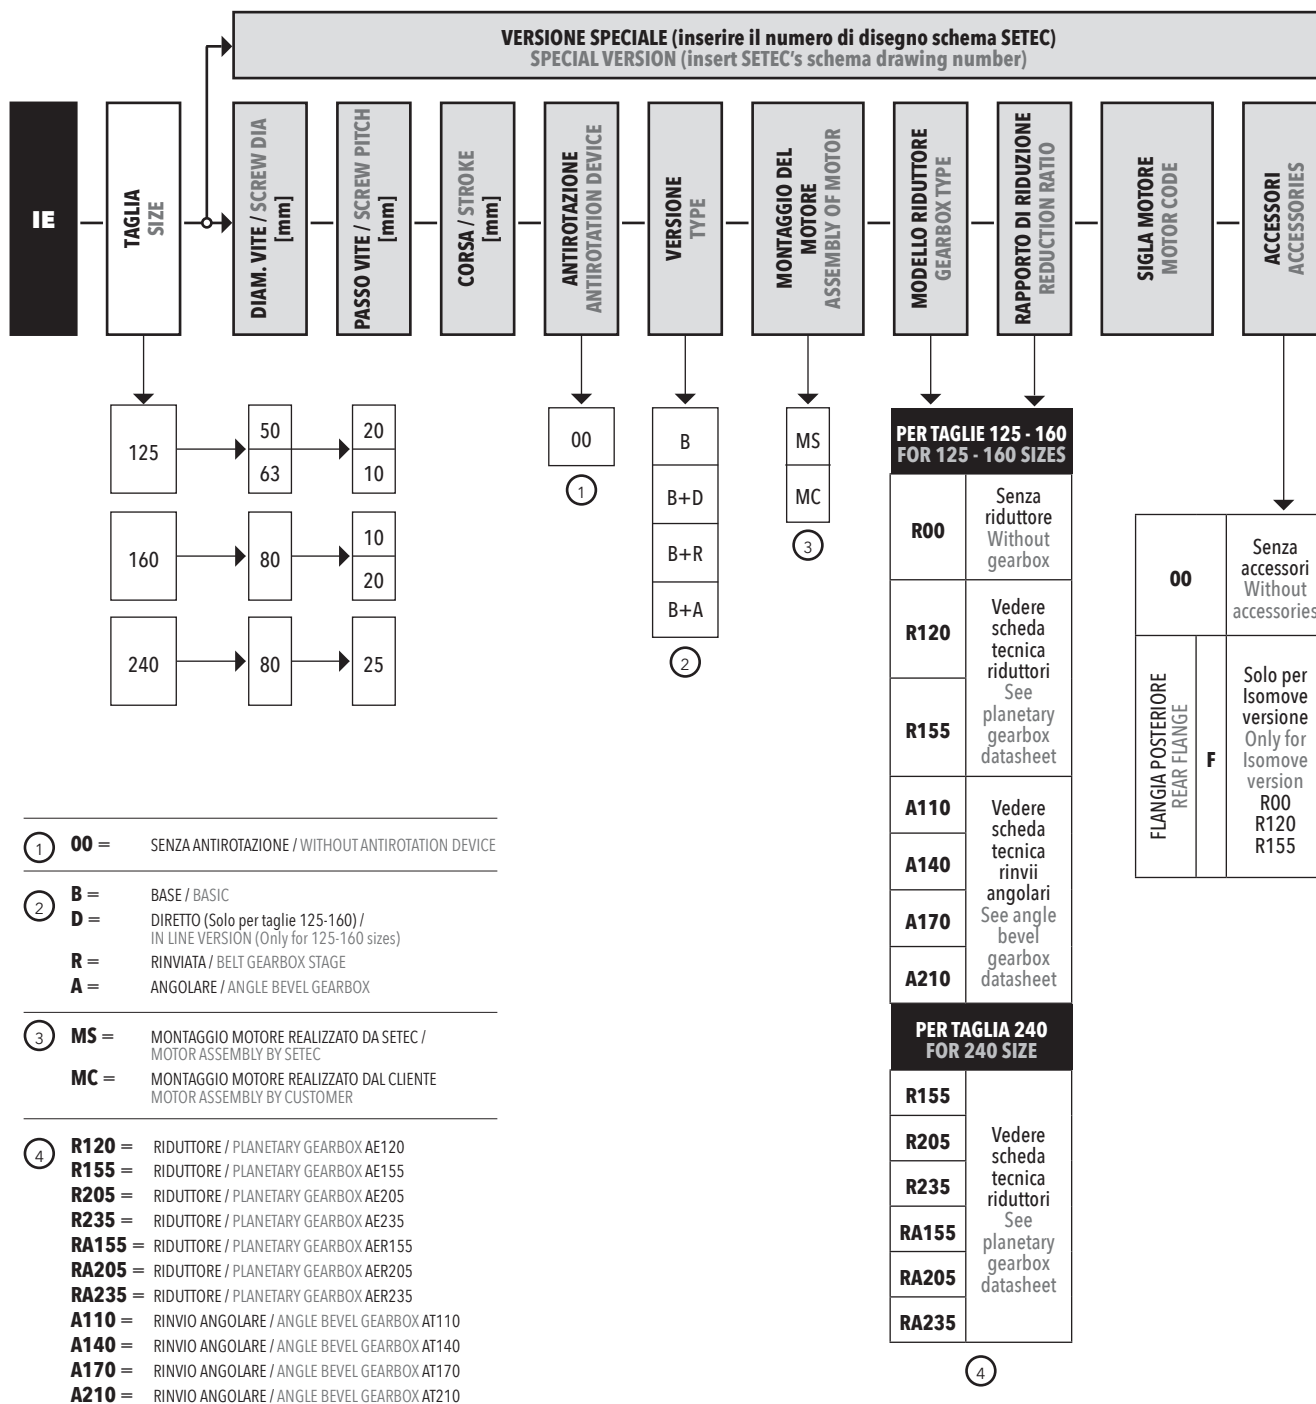 VERSIONE SPECIALE (inserire il numero di disegno schema SETEC)
SPECIAL VERSION (insert SETEC's schema drawing number)
IE
TAGLIA
SIZE
DIAM. VITE / SCREW DIA
[mm]
PASSO VITE / SCREW PITCH
[mm]
CORSA / STROKE
[mm]
ANTIROTAZIONE
ANTIROTATION DEVICE
VERSIONE
TYPE
MONTAGGIO DEL
MOTORE
ASSEMBLY OF MOTOR
MODELLO RIDUTTORE
GEARBOX TYPE
RAPPORTO DI RIDUZIONE
REDUCTION RATIO
SIGLA MOTORE
MOTOR CODE
ACCESSORI
ACCESSORIES
125
50
63
20
10
160
80
10
20
240
80
25
00
1
B
B+D
B+R
B+A
2
MS
MC
3
PER TAGLIE 125 - 160
FOR 125 - 160 SIZES
R00
Senza
riduttore
Without
gearbox
R120
R155
Vedere
scheda
tecnica
riduttori
See
planetary
gearbox
datasheet
A110
A140
A170
A210
Vedere
scheda
tecnica
rinvii
angolari
See angle
bevel
gearbox
datasheet
PER TAGLIA 240
FOR 240 SIZE
R155
R205
R235
RA155
RA205
RA235
Vedere
scheda
tecnica
riduttori
See
planetary
gearbox
datasheet
4
00
Senza
accessori
Without
accessories
FLANGIA POSTERIORE
REAR FLANGE
F
Solo per
Isomove
versione
Only for
Isomove
version
R00
R120
R155
1 00 = SENZA ANTIROTAZIONE / WITHOUT ANTIROTATION DEVICE
2 B = BASE / BASIC
D = DIRETTO (Solo per taglie 125-160) /
IN LINE VERSION (Only for 125-160 sizes)
R = RINVIATA / BELT GEARBOX STAGE
A = ANGOLARE / ANGLE BEVEL GEARBOX
3 MS = MONTAGGIO MOTORE REALIZZATO DA SETEC /
MOTOR ASSEMBLY BY SETEC
MC = MONTAGGIO MOTORE REALIZZATO DAL CLIENTE
MOTOR ASSEMBLY BY CUSTOMER
4 R120 = RIDUTTORE / PLANETARY GEARBOX AE120
R155 = RIDUTTORE / PLANETARY GEARBOX AE155
R205 = RIDUTTORE / PLANETARY GEARBOX AE205
R235 = RIDUTTORE / PLANETARY GEARBOX AE235
RA155 = RIDUTTORE / PLANETARY GEARBOX AER155
RA205 = RIDUTTORE / PLANETARY GEARBOX AER205
RA235 = RIDUTTORE / PLANETARY GEARBOX AER235
A110 = RINVIO ANGOLARE / ANGLE BEVEL GEARBOX AT110
A140 = RINVIO ANGOLARE / ANGLE BEVEL GEARBOX AT140
A170 = RINVIO ANGOLARE / ANGLE BEVEL GEARBOX AT170
A210 = RINVIO ANGOLARE / ANGLE BEVEL GEARBOX AT210